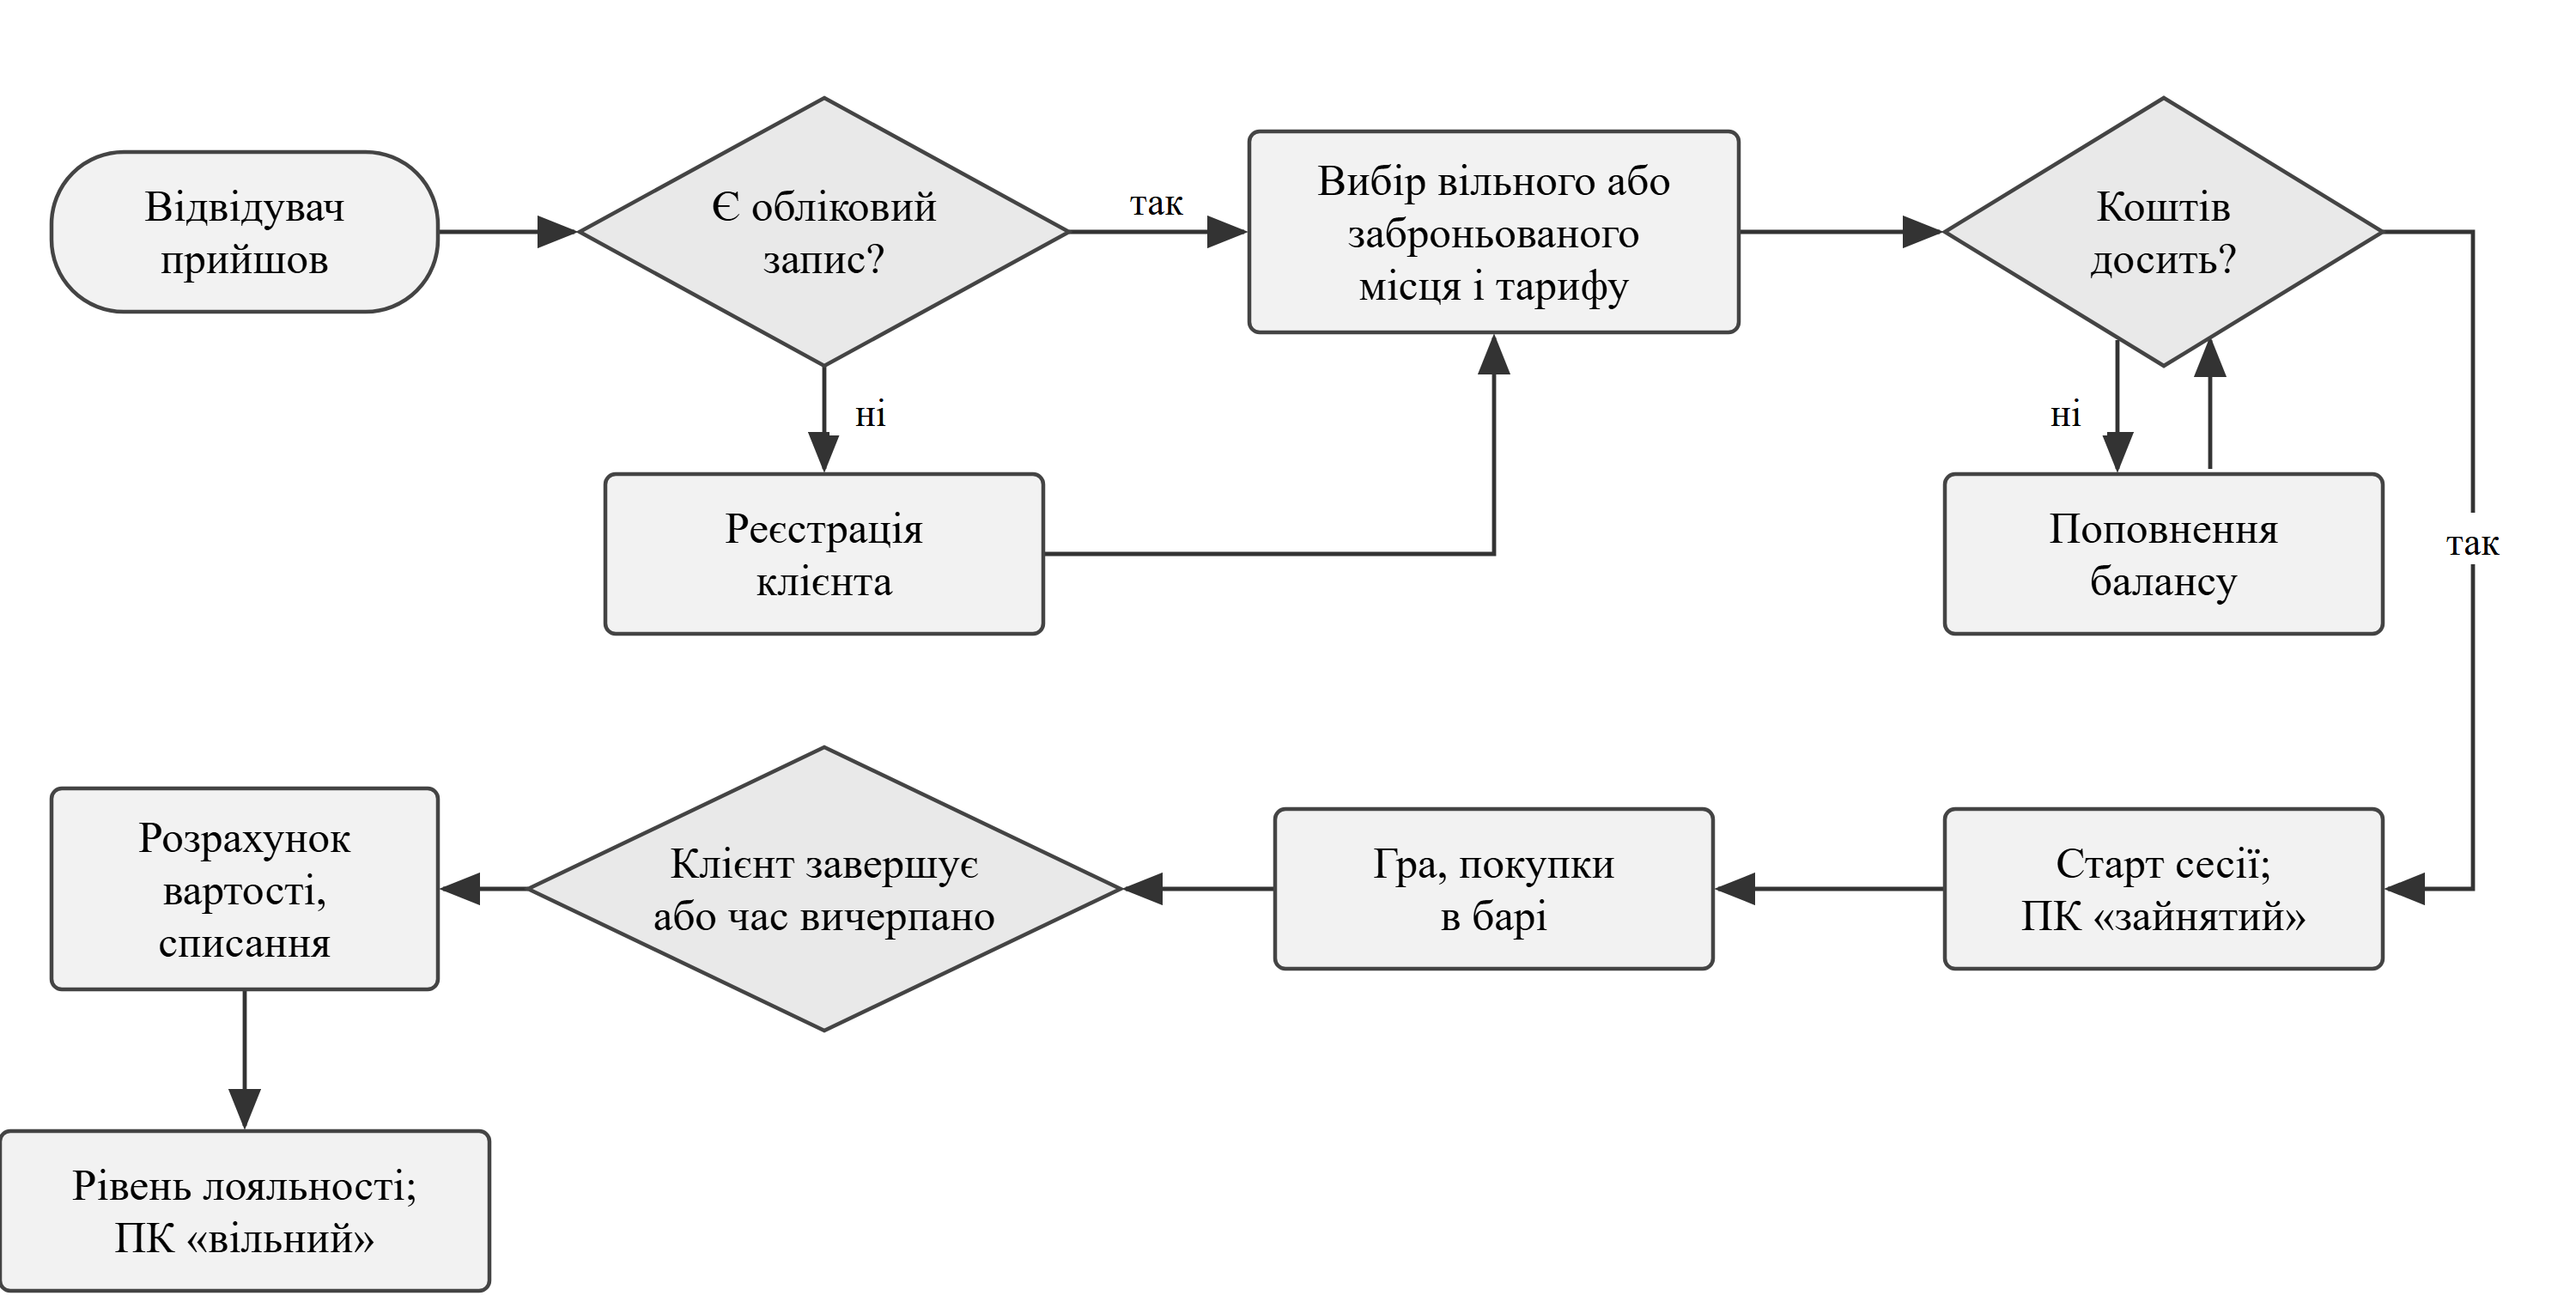 Відвідувач
прийшов
Є обліковий
запис?
так
Вибір вільного або
заброньованого
місця і тарифу
Коштів
досить?
ні
Реєстрація
клієнта
ні
Поповнення
балансу
так
Старт сесії;
ПК «зайнятий»
Гра, покупки
в барі
Клієнт завершує
або час вичерпано
Розрахунок
вартості,
списання
Рівень лояльності;
ПК «вільний»